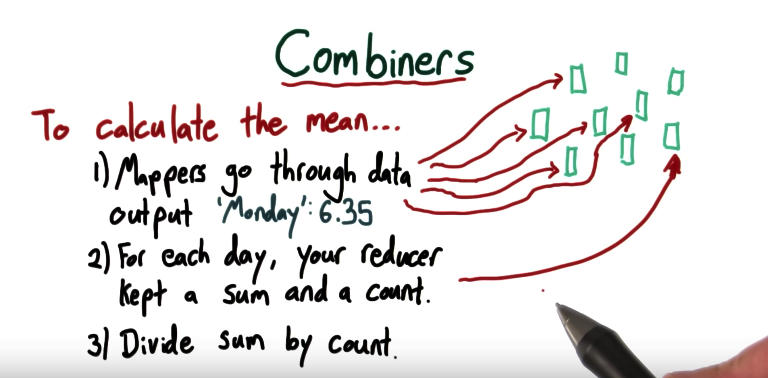 Combiners
To calculate the mean...
1) Mappers go through data
output 'Monday': 6.35
2) For each day, your reducer
kept a sum and a count.
3) Divide sum by count.